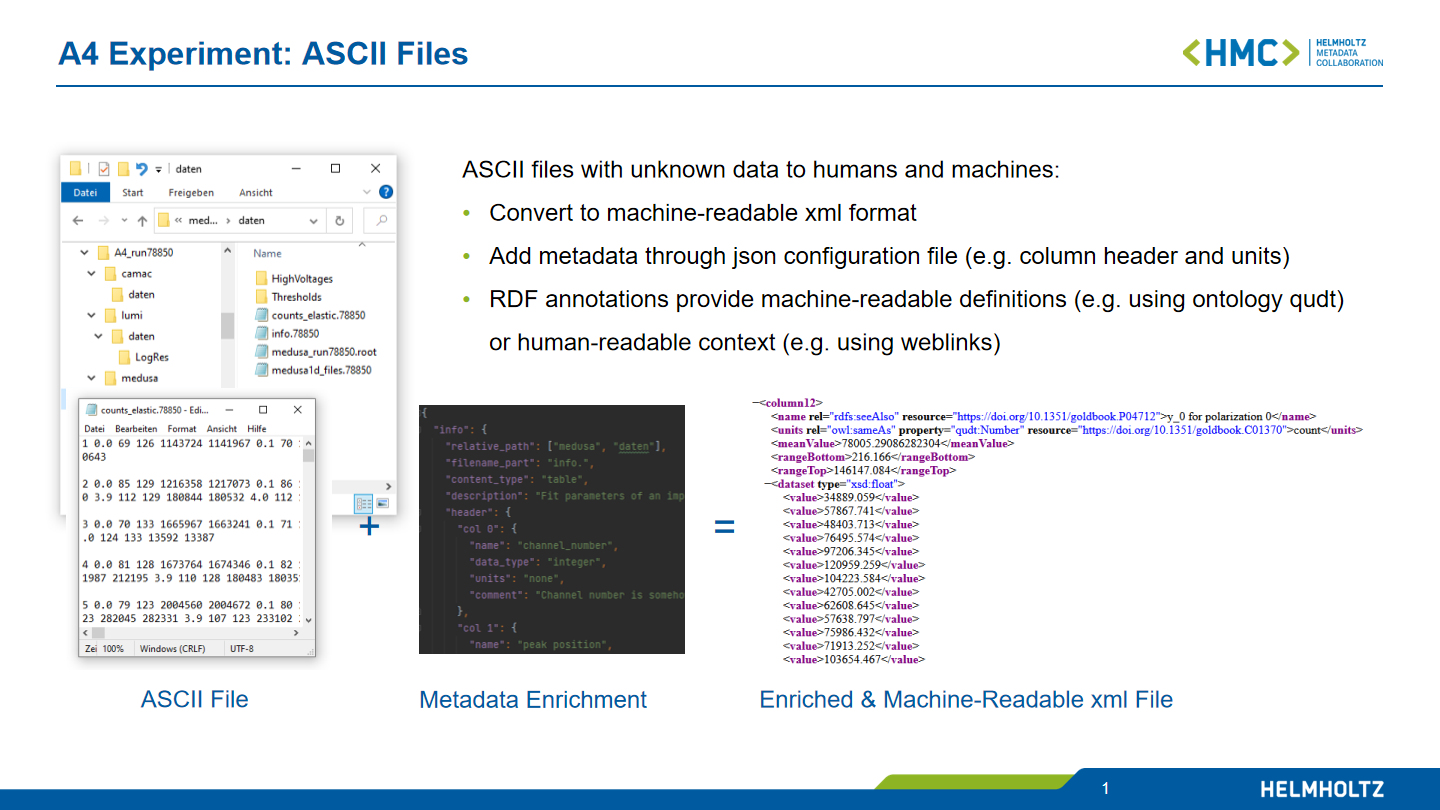 A4 Experiment: ASCII Files
HMC
HELMHOLTZ
METADATA
COLLABORATION
daten
Datei Start Freigeben Ansicht
« med... › daten
A4_run78850
camac
daten
lumi
daten
LogRes
medusa
Name
HighVoltages
Thresholds
counts_elastic.78850
info.78850
medusa_run78850.root
medusa1d_files.78850
ASCII files with unknown data to humans and machines:
• Convert to machine-readable xml format
• Add metadata through json configuration file (e.g. column header and units)
• RDF annotations provide machine-readable definitions (e.g. using ontology qudt)
or human-readable context (e.g. using weblinks)
counts_elastic.78850 - Edi...
Datei Bearbeiten Format Ansicht Hilfe
1 0.0 69 126 1143724 1141967 0.1 70
0643
2 0.0 85 129 1216358 1217073 0.1 86
0 3.9 112 129 180844 180532 4.0 112
3 0.0 70 133 1665967 1663241 0.1 71
.0 124 133 13592 13387
4 0.0 81 128 1673764 1674346 0.1 82
1987 212195 3.9 110 128 180483 18035
5 0.0 79 123 2004560 2004672 0.1 80
23 282045 282331 3.9 107 123 233102
Zei 100% Windows (CRLF) UTF-8
+
{
"info": {
"relative_path": ["medusa", "daten"],
"filename_part": "info.",
"content_type": "table",
"description": "Fit parameters of an imp
"header": {
"col 0": {
"name": "channel_number",
"data_type": "integer",
"units": "none",
"comment": "Channel number is someho
},
"col 1": {
"name": "peak position",
=
−<column12>
<name rel="rdfs:seeAlso" resource="https://doi.org/10.1351/goldbook.P04712">y_0 for polarization 0</name>
<units rel="owl:sameAs" property="qudt:Number" resource="https://doi.org/10.1351/goldbook.C01370">count</units>
<meanValue>78005.29086282304</meanValue>
<rangeBottom>216.166</rangeBottom>
<rangeTop>146147.084</rangeTop>
−<dataset type="xsd:float">
<value>34889.059</value>
<value>57867.741</value>
<value>48403.713</value>
<value>76495.574</value>
<value>97206.345</value>
<value>120959.259</value>
<value>104223.584</value>
<value>42705.002</value>
<value>62608.645</value>
<value>57638.797</value>
<value>75986.432</value>
<value>71913.252</value>
<value>103654.467</value>
ASCII File
Metadata Enrichment
Enriched & Machine-Readable xml File
1
HELMHOLTZ